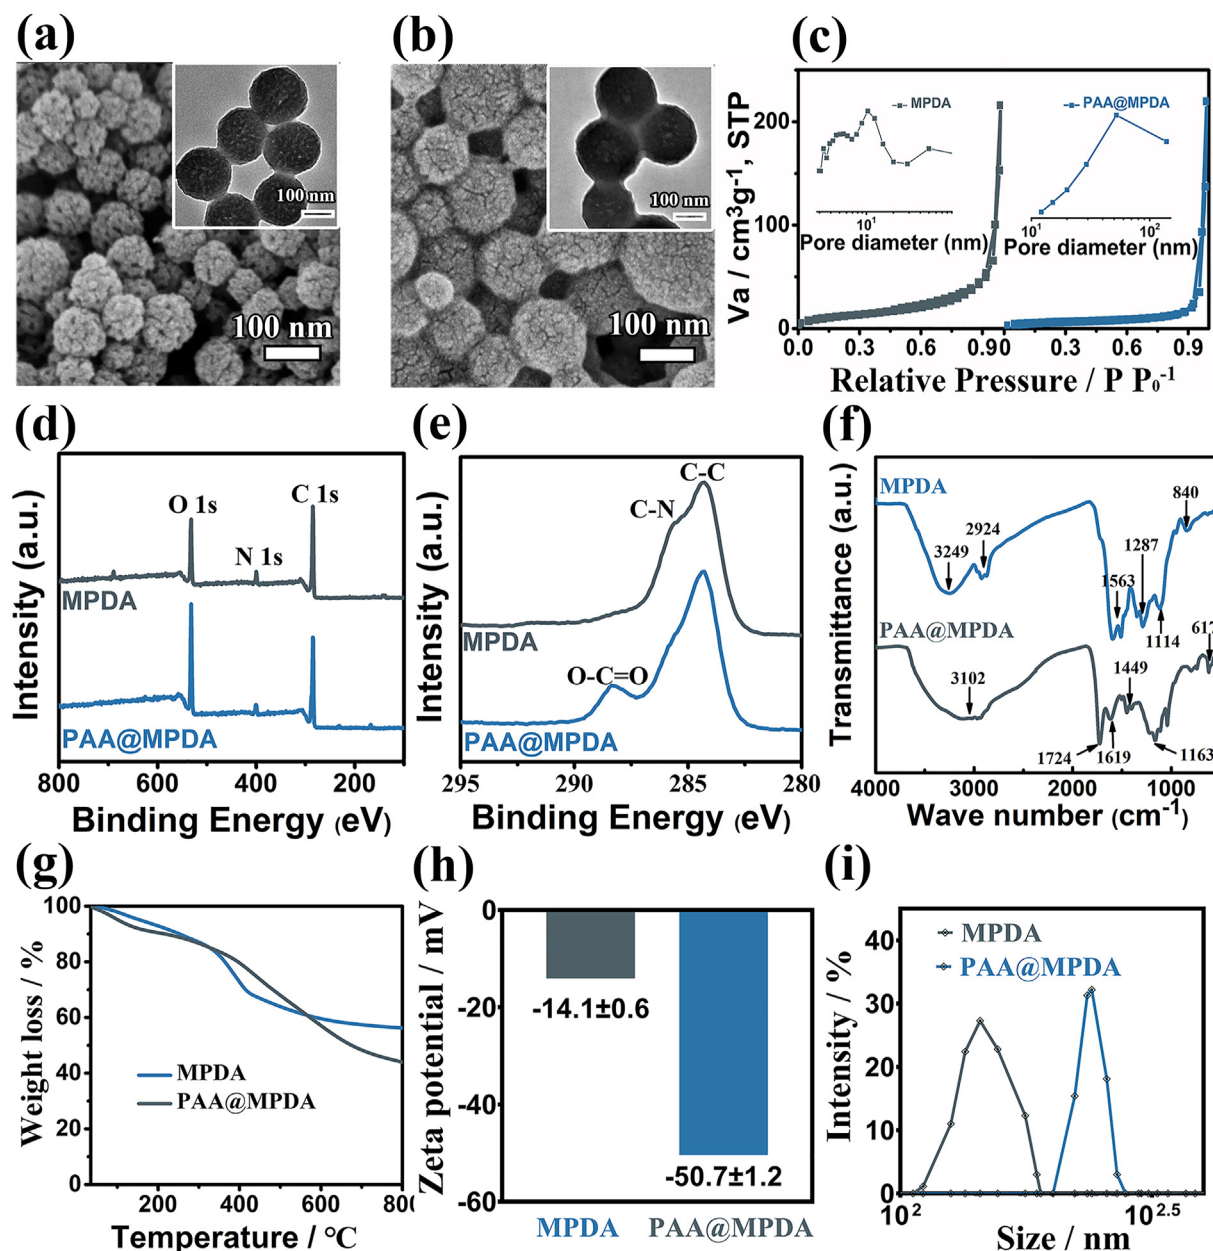 (a)
100 nm
100 nm
(b)
100 nm
100 nm
(c)
Va / cm³g⁻¹, STP
200
100
0
MPDA
10¹
Pore diameter (nm)
PAA@MPDA
10¹ 10²
Pore diameter (nm)
0.0 0.3 0.6 0.90.0 0.3 0.6 0.9
Relative Pressure / P P₀⁻¹
(d)
Intensity (a.u.)
O 1s
N 1s
C 1s
MPDA
PAA@MPDA
800 600 400 200
Binding Energy (eV)
(e)
Intensity (a.u.)
C-C
C-N
MPDA
O-C=O
PAA@MPDA
295 290 285 280
Binding Energy (eV)
(f)
Transmittance (a.u.)
MPDA
3249
2924
1563
1287
1114
840
PAA@MPDA
3102
1724
1619
1449
1163
617
4000 3000 2000 1000
Wave number (cm⁻¹)
(g)
Weight loss / %
100
80
60
40
20
0
MPDA
PAA@MPDA
200 400 600 800
Temperature / °C
(h)
Zeta potential / mV
0
-20
-40
-60
-14.1±0.6
-50.7±1.2
MPDA PAA@MPDA
(i)
Intensity / %
40
30
20
10
0
MPDA
PAA@MPDA
10² 10²·⁵
Size / nm